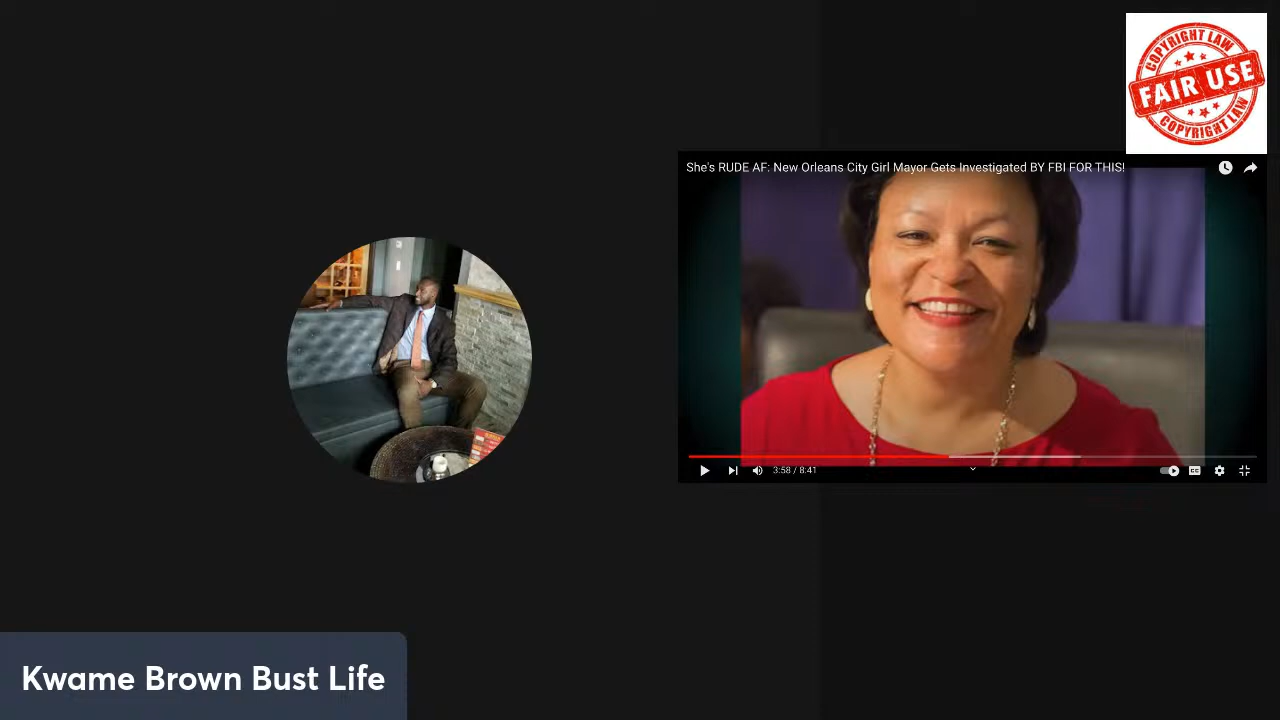 COPYRIGHT LAW
FAIR USE
COPYRIGHT LAW
She's RUDE AF: New Orleans City Girl Mayor Gets Investigated BY FBI FOR THIS!
3:58 / 8:41
CC
Kwame Brown Bust Life